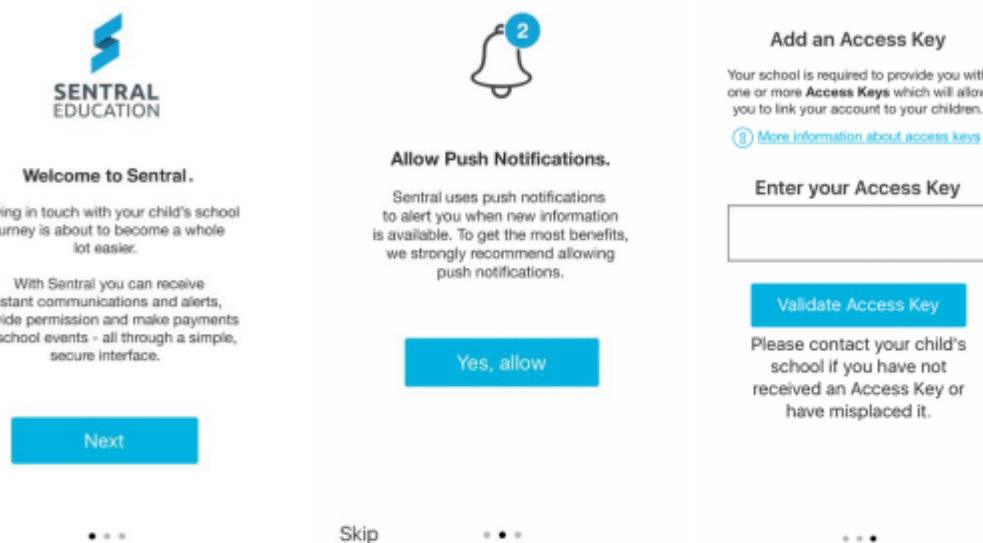 SENTRAL
EDUCATION
Welcome to Sentral.
in touch with your child's school
is about to become a whole
lot easier.
With Sentral you can receive
communications and alerts,
permission and make payments
school events - all through a simple,
secure interface.
Next
2
Allow Push Notifications.
Sentral uses push notifications
to alert you when new information
is available. To get the most benefits,
we strongly recommend allowing
push notifications.
Yes, allow
Skip
Add an Access Key
Your school is required to provide you
one or more Access Keys which will
you to link your account to your children.
More information about access keys
Enter your Access Key
Validate Access Key
Please contact your child's
school if you have not
received an Access Key or
have misplaced it.